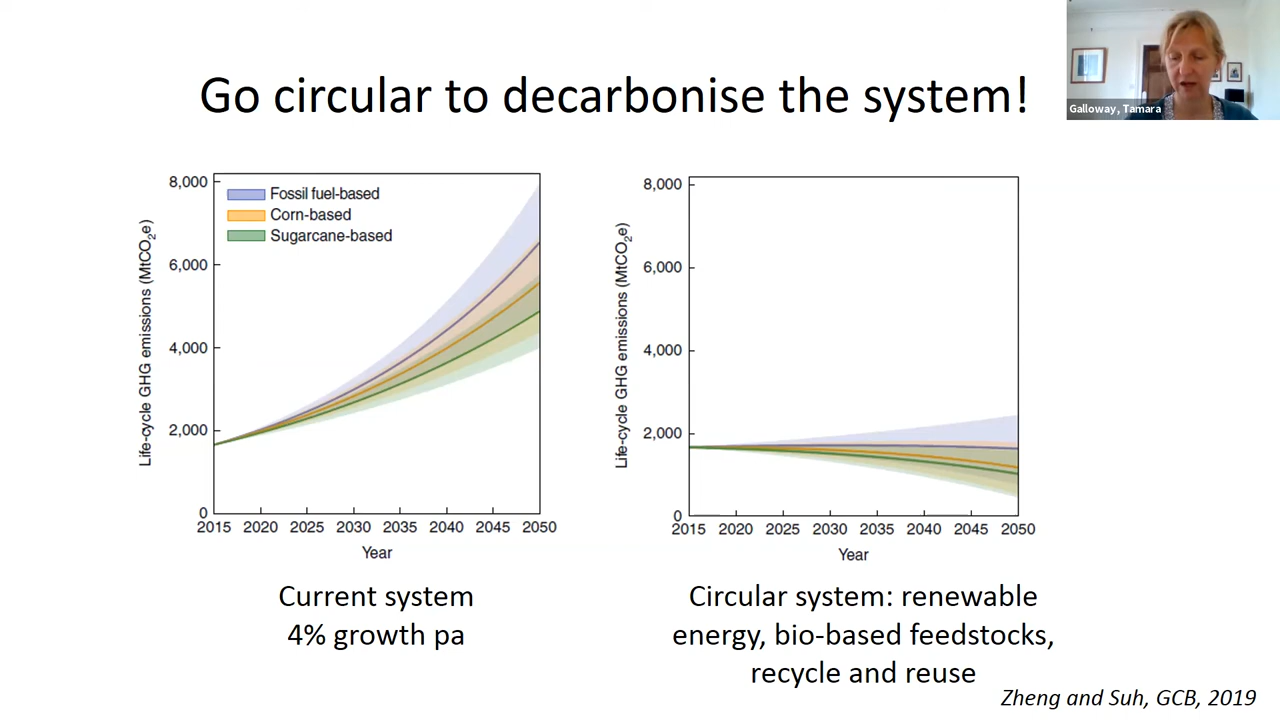 Go circular to decarbonise the system!
Galloway, Tamara
Life-cycle GHG emissions (MtCO₂e)
8,000
6,000
4,000
2,000
0
Fossil fuel-based
Corn-based
Sugarcane-based
2015 2020 2025 2030 2035 2040 2045 2050
Year
Current system
4% growth pa
Life-cycle GHG emissions (MtCO₂e)
8,000
6,000
4,000
2,000
0
2015 2020 2025 2030 2035 2040 2045 2050
Year
Circular system: renewable
energy, bio-based feedstocks,
recycle and reuse
Zheng and Suh, GCB, 2019